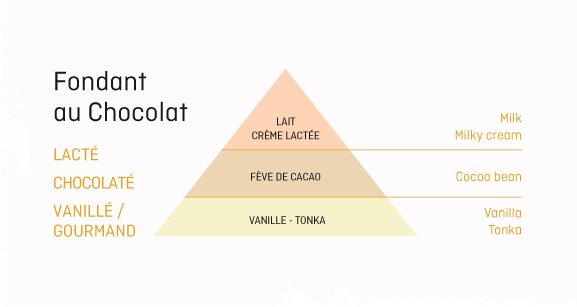 Fondant
au Chocolat
LACTÉ
CHOCOLATÉ
VANILLÉ /
GOURMAND
LAIT
CRÈME LACTÉE
FÈVE DE CACAO
VANILLE - TONKA
Milk
Milky cream
Cocoa bean
Vanilla
Tonka